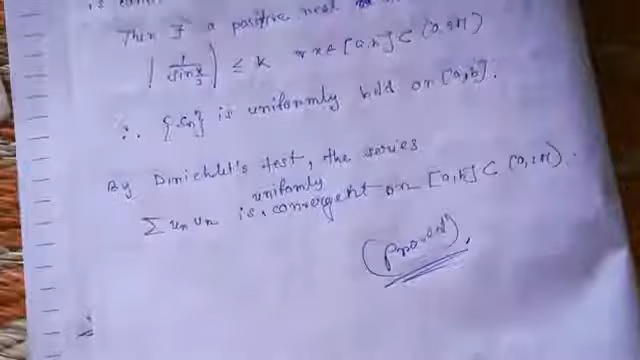 Then ∃ a positive real
| 1/sin x/2 | ≤ k ∀ x ∈ [a,b] ⊂ (0,2π)
∴ {Sn} is uniformly bdd on [a,b].
By Dirichlet's test, the series
Σ un vn is uniformly convergent on [a,b] ⊂ (0,2π).
(proved).